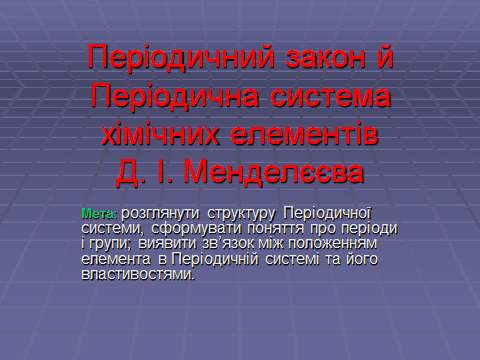 Періодичний закон й
Періодична система
хімічних елементів
Д. І. Менделєєва
Мета: розглянути структуру Періодичної
системи, сформувати поняття про періоди
і групи; виявити зв’язок між положенням
елемента в Періодичній системі та його
властивостями.